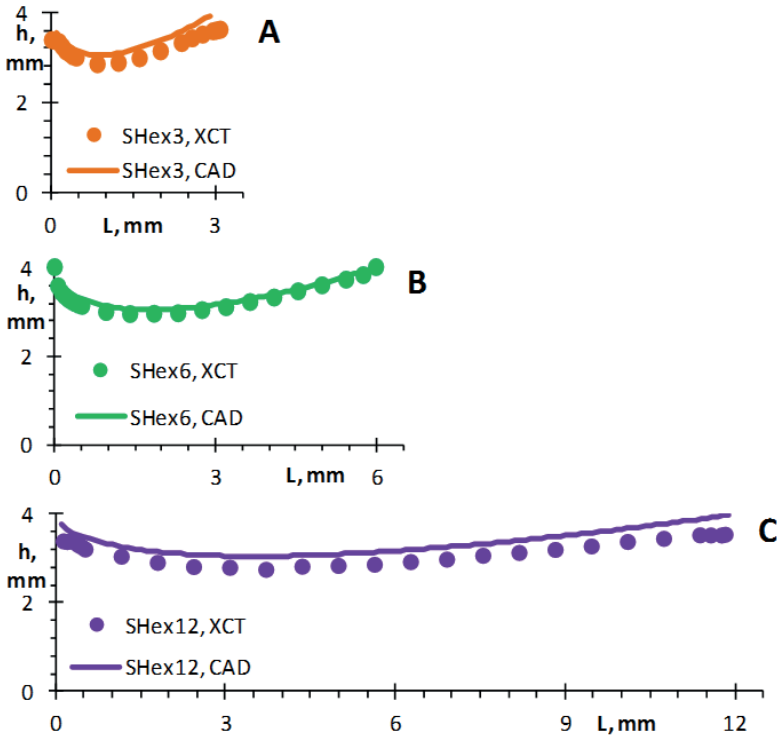 4
h,
mm
A
2
SHex3, XCT
SHex3, CAD
0
0 L, mm 3
4
h,
mm
B
2
SHex6, XCT
SHex6, CAD
0
0 3 L, mm 6
4
h,
mm
C
2
SHex12, XCT
SHex12, CAD
0
0 3 6 9 L, mm 12